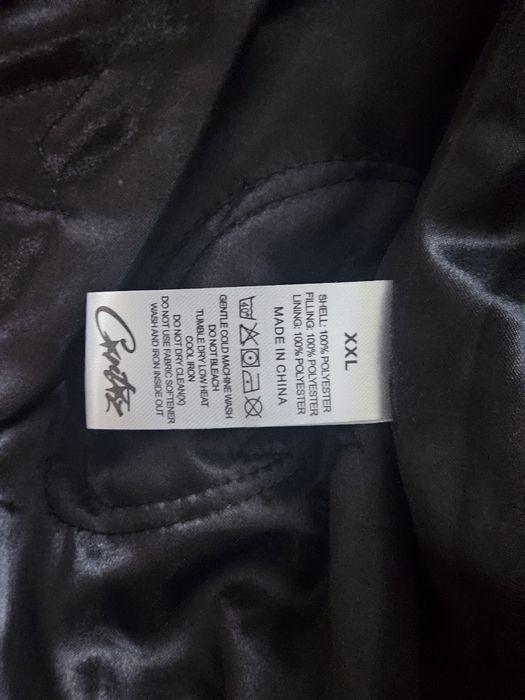 XXL
SHELL: 100% POLYESTER
FILLING: 100% POLYESTER
LINING: 100% POLYESTER
MADE IN CHINA
40°
GENTLE COLD MACHINE WASH
DO NOT BLEACH
TUMBLE DRY LOW HEAT
COOL IRON
DO NOT DRY CLEAN(X)
DO NOT USE FABRIC SOFTENER
WASH AND IRON INSIDE OUT